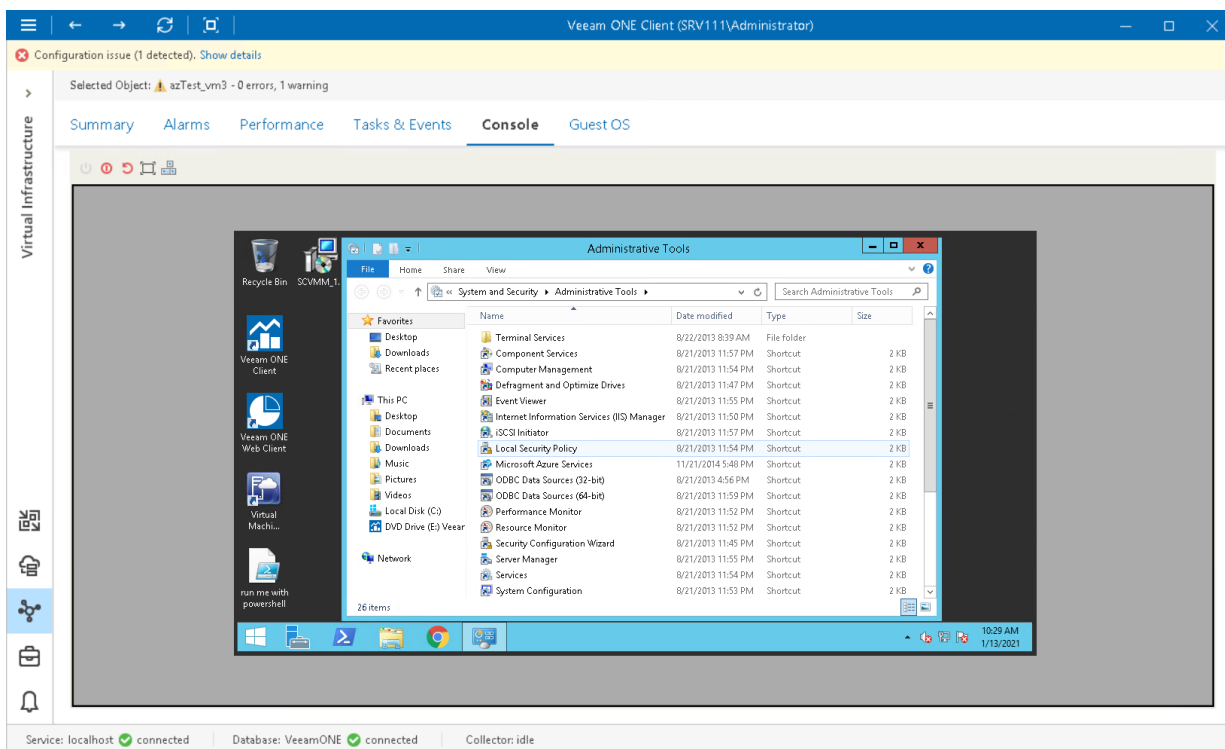 Veeam ONE Client (SRV111\Administrator)
Configuration issue (1 detected). Show details
Selected Object: azTest_vm3 - 0 errors, 1 warning
Virtual Infrastructure
Summary Alarms Performance Tasks & Events Console Guest OS
Administrative Tools
File Home Share View
« System and Security Administrative Tools Search Administrative Tools
Recycle Bin SCVMM_1.
Veeam ONE
Client
Veeam ONE
Web Client
Virtual
Machi...
run me with
powershell
Favorites
Desktop
Downloads
Recent places
This PC
Desktop
Documents
Downloads
Music
Pictures
Videos
Local Disk (C:)
DVD Drive (E:) Veear
Network
Name Date modified Type Size
Terminal Services 8/22/2013 8:39 AM File folder
Component Services 8/21/2013 11:57 PM Shortcut 2 KB
Computer Management 8/21/2013 11:54 PM Shortcut 2 KB
Defragment and Optimize Drives 8/21/2013 11:47 PM Shortcut 2 KB
Event Viewer 8/21/2013 11:55 PM Shortcut 2 KB
Internet Information Services (IIS) Manager 8/21/2013 11:50 PM Shortcut 2 KB
iSCSI Initiator 8/21/2013 11:57 PM Shortcut 2 KB
Local Security Policy 8/21/2013 11:54 PM Shortcut 2 KB
Microsoft Azure Services 11/21/2014 5:48 PM Shortcut 2 KB
ODBC Data Sources (32-bit) 8/21/2013 4:56 PM Shortcut 2 KB
ODBC Data Sources (64-bit) 8/21/2013 11:59 PM Shortcut 2 KB
Performance Monitor 8/21/2013 11:52 PM Shortcut 2 KB
Resource Monitor 8/21/2013 11:52 PM Shortcut 2 KB
Security Configuration Wizard 8/21/2013 11:45 PM Shortcut 2 KB
Server Manager 8/21/2013 11:55 PM Shortcut 2 KB
Services 8/21/2013 11:54 PM Shortcut 2 KB
System Configuration 8/21/2013 11:53 PM Shortcut 2 KB
26 items
10:29 AM
1/13/2021
Service: localhost connected Database: VeeamONE connected Collector: idle